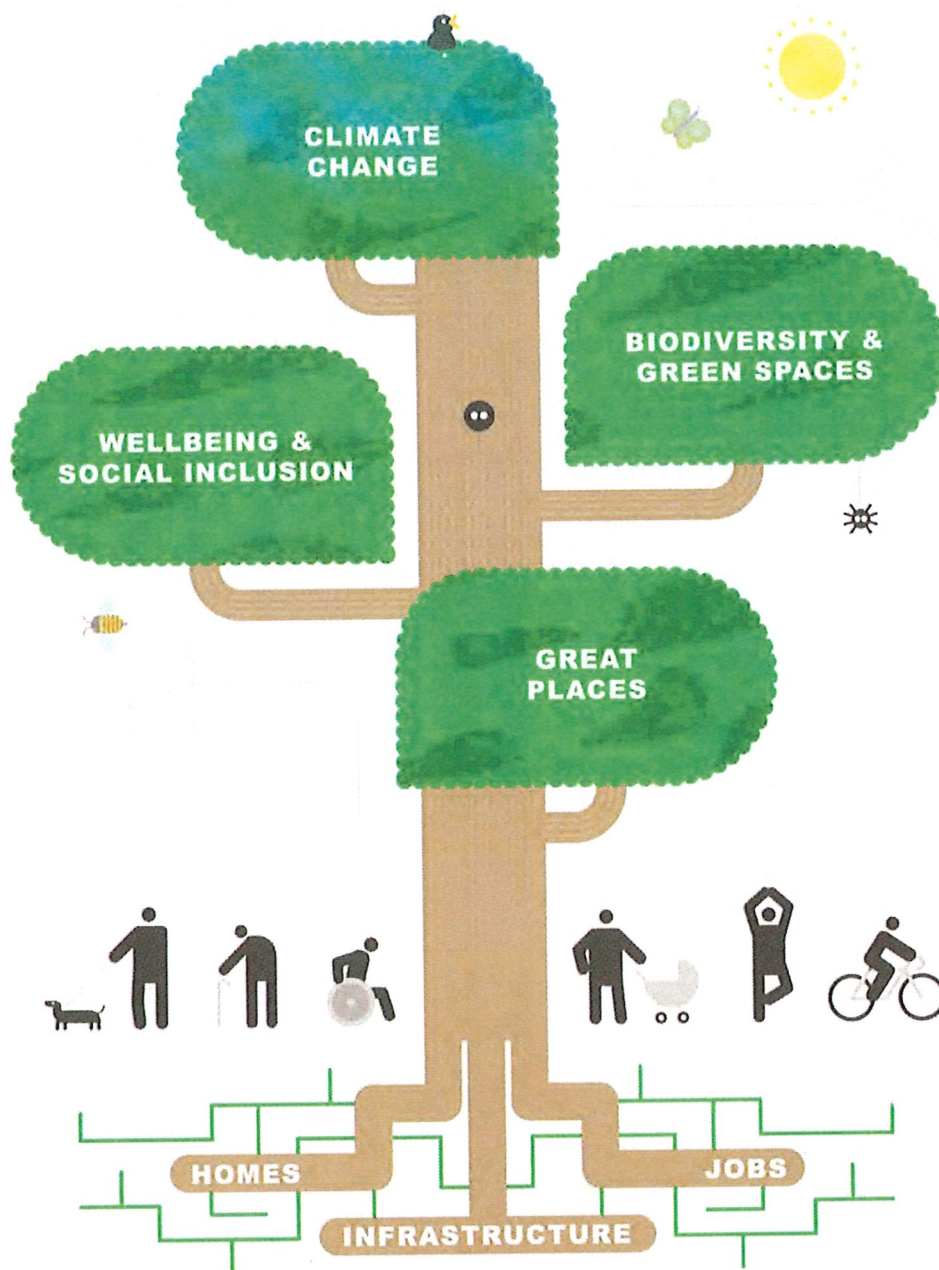 CLIMATE
CHANGE
BIODIVERSITY &
GREEN SPACES
WELLBEING &
SOCIAL INCLUSION
GREAT
PLACES
HOMES
JOBS
INFRASTRUCTURE